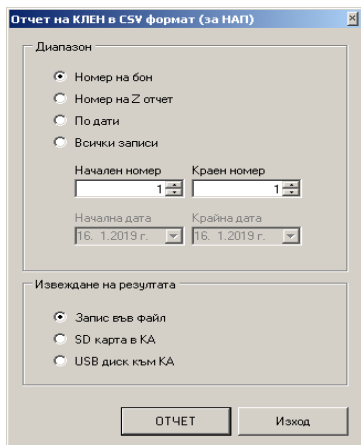 Отчет на КЛЕН в CSV формат (за НАП)
Диапазон
Номер на бон
Номер на Z отчет
По дати
Всички записи
Начален номер Краен номер
1 1
Начална дата Крайна дата
16. 1.2019 г. 16. 1.2019 г.
Извеждане на резултата
Запис във файл
SD карта в КА
USB диск към КА
ОТЧЕТ Изход